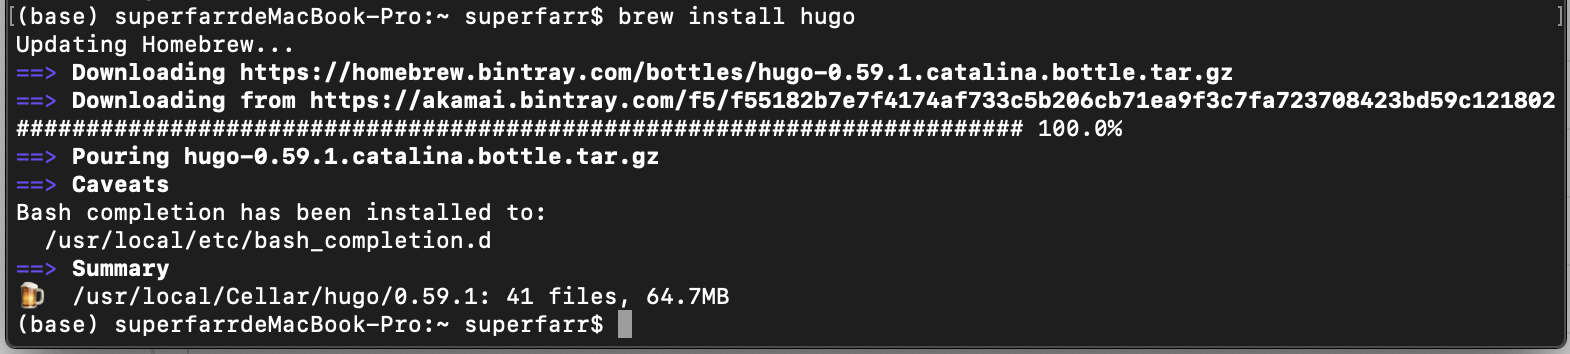 [(base) superfarrdeMacBook-Pro:~ superfarr$ brew install hugo ]
Updating Homebrew...
==> Downloading https://homebrew.bintray.com/bottles/hugo-0.59.1.catalina.bottle.tar.gz
==> Downloading from https://akamai.bintray.com/f5/f55182b7e7f4174af733c5b206cb71ea9f3c7fa723708423bd59c121802
######################################################################## 100.0%
==> Pouring hugo-0.59.1.catalina.bottle.tar.gz
==> Caveats
Bash completion has been installed to:
  /usr/local/etc/bash_completion.d
==> Summary
🍺  /usr/local/Cellar/hugo/0.59.1: 41 files, 64.7MB
(base) superfarrdeMacBook-Pro:~ superfarr$